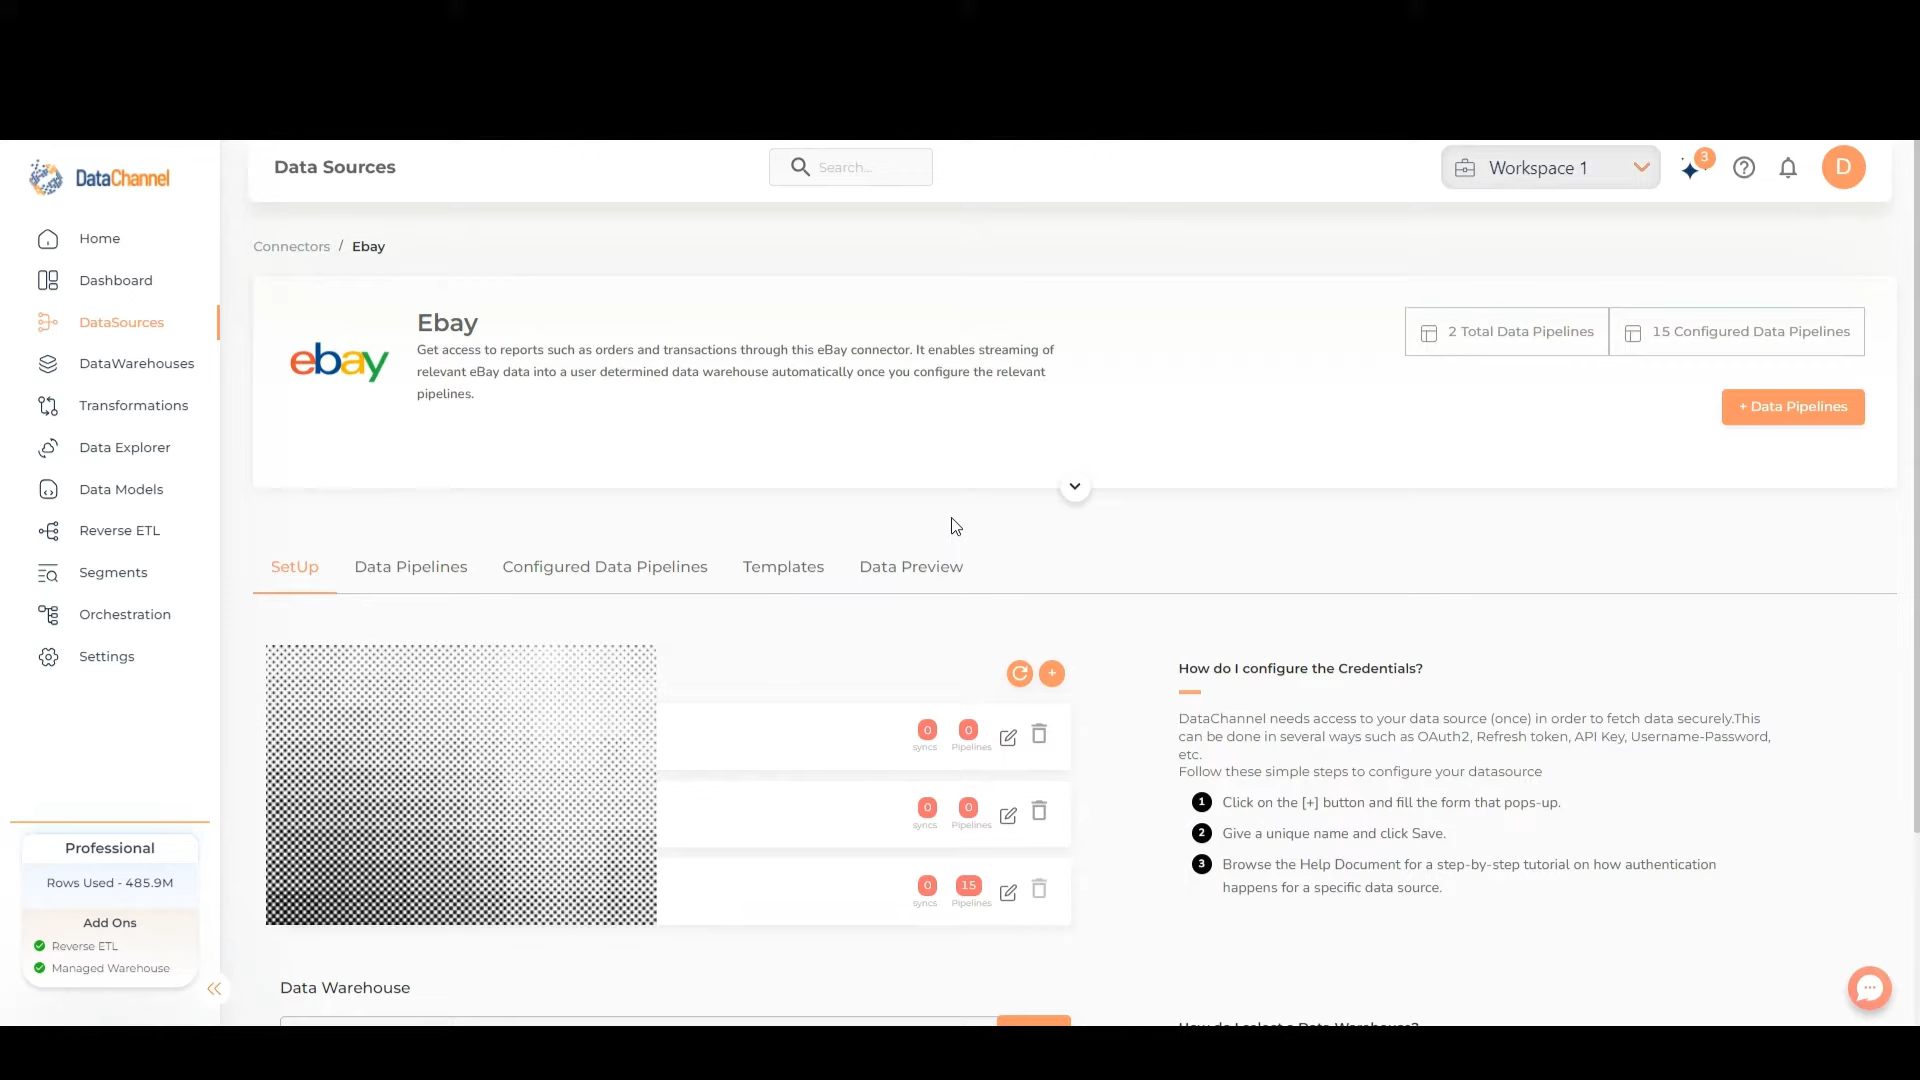 DataChannel
Data Sources
Search...
Workspace 1
3
D
Home
Dashboard
DataSources
DataWarehouses
Transformations
Data Explorer
Data Models
Reverse ETL
Segments
Orchestration
Settings
Professional
Rows Used - 485.9M
Add Ons
Reverse ETL
Managed Warehouse
Connectors / Ebay
ebay
Ebay
Get access to reports such as orders and transactions through this eBay connector. It enables streaming of
relevant eBay data into a user determined data warehouse automatically once you configure the relevant
pipelines.
2 Total Data Pipelines
15 Configured Data Pipelines
+ Data Pipelines
SetUp
Data Pipelines
Configured Data Pipelines
Templates
Data Preview
+
0 0
syncs Pipelines
0 0
syncs Pipelines
0 15
syncs Pipelines
Data Warehouse
How do I configure the Credentials?
DataChannel needs access to your data source (once) in order to fetch data securely.This
can be done in several ways such as OAuth2, Refresh token, API Key, Username-Password,
etc.
Follow these simple steps to configure your datasource
1 Click on the [+] button and fill the form that pops-up.
2 Give a unique name and click Save.
3 Browse the Help Document for a step-by-step tutorial on how authentication
happens for a specific data source.
How do I select a Data Warehouse?